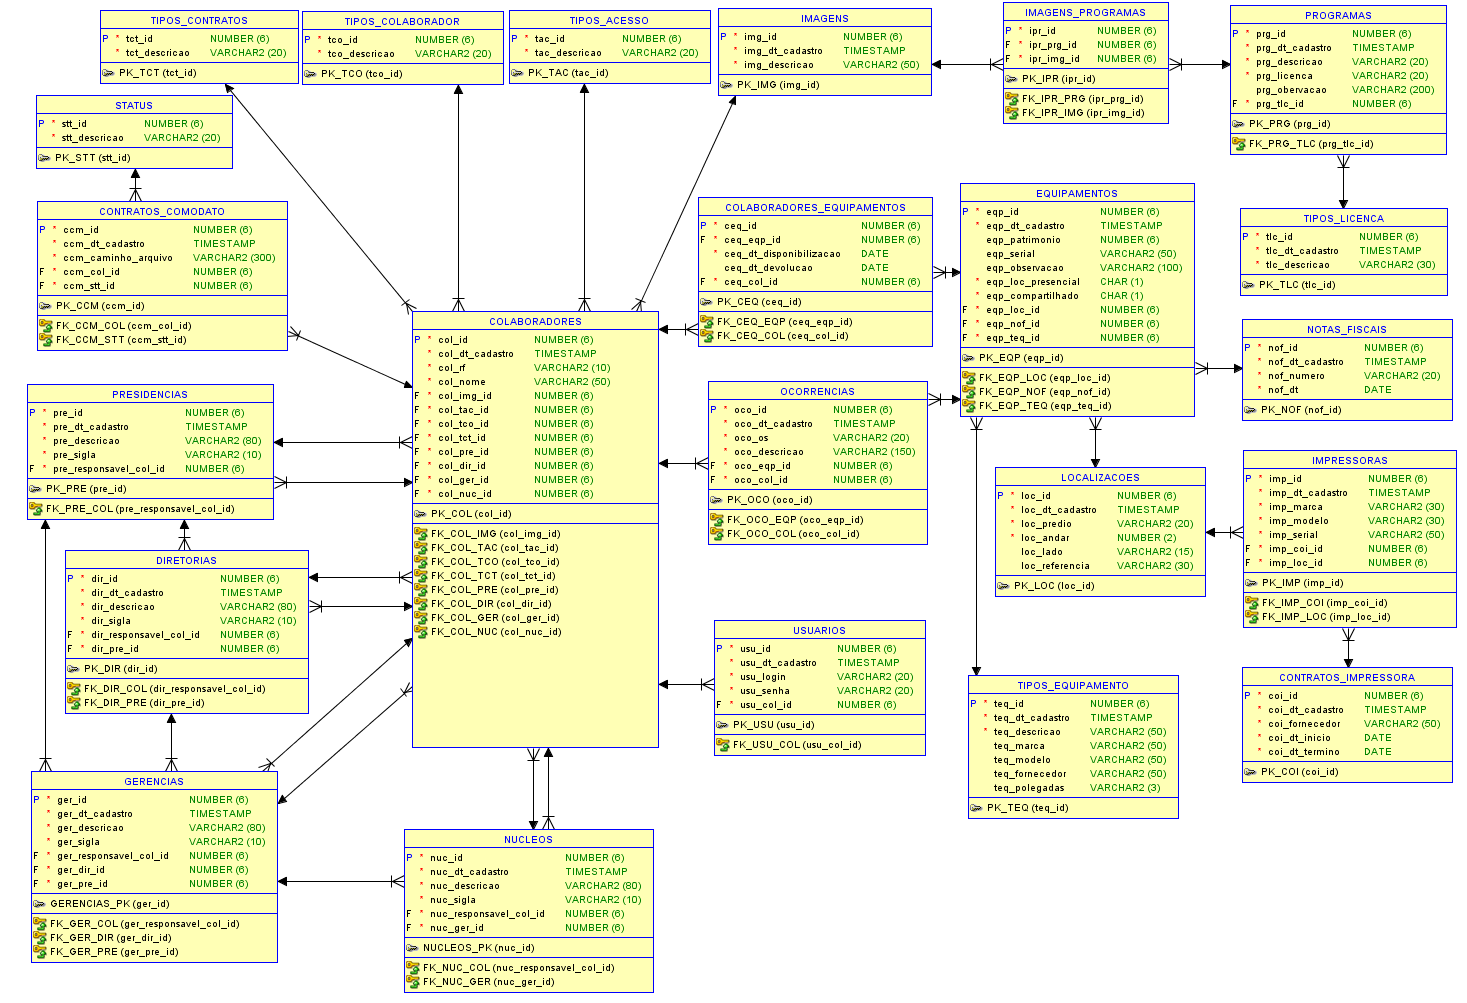 TIPOS_CONTRATOS
P * tct_id NUMBER (6)
* tct_descricao VARCHAR2 (20)
PK_TCT (tct_id)
TIPOS_COLABORADOR
P * tco_id NUMBER (6)
* tco_descricao VARCHAR2 (20)
PK_TCO (tco_id)
TIPOS_ACESSO
P * tac_id NUMBER (6)
* tac_descricao VARCHAR2 (20)
PK_TAC (tac_id)
IMAGENS
P * img_id NUMBER (6)
* img_dt_cadastro TIMESTAMP
* img_descricao VARCHAR2 (50)
PK_IMG (img_id)
IMAGENS_PROGRAMAS
P * ipr_id NUMBER (6)
F * ipr_prg_id NUMBER (6)
F * ipr_img_id NUMBER (6)
PK_IPR (ipr_id)
FK_IPR_PRG (ipr_prg_id)
FK_IPR_IMG (ipr_img_id)
PROGRAMAS
P * prg_id NUMBER (6)
* prg_dt_cadastro TIMESTAMP
* prg_descricao VARCHAR2 (20)
* prg_licenca VARCHAR2 (20)
prg_obervacao VARCHAR2 (200)
F * prg_tlc_id NUMBER (6)
PK_PRG (prg_id)
FK_PRG_TLC (prg_tlc_id)
STATUS
P * stt_id NUMBER (6)
* stt_descricao VARCHAR2 (20)
PK_STT (stt_id)
CONTRATOS_COMODATO
P * ccm_id NUMBER (6)
* ccm_dt_cadastro TIMESTAMP
* ccm_caminho_arquivo VARCHAR2 (300)
F * ccm_col_id NUMBER (6)
F * ccm_stt_id NUMBER (6)
PK_CCM (ccm_id)
FK_CCM_COL (ccm_col_id)
FK_CCM_STT (ccm_stt_id)
COLABORADORES_EQUIPAMENTOS
P * ceq_id NUMBER (6)
F * ceq_eqp_id NUMBER (6)
* ceq_dt_disponibilizacao DATE
ceq_dt_devolucao DATE
F * ceq_col_id NUMBER (6)
PK_CEQ (ceq_id)
FK_CEQ_EQP (ceq_eqp_id)
FK_CEQ_COL (ceq_col_id)
EQUIPAMENTOS
P * eqp_id NUMBER (6)
* eqp_dt_cadastro TIMESTAMP
eqp_patrimonio NUMBER (6)
eqp_serial VARCHAR2 (50)
eqp_observacao VARCHAR2 (100)
* eqp_loc_presencial CHAR (1)
* eqp_compartilhado CHAR (1)
F * eqp_loc_id NUMBER (6)
F * eqp_nof_id NUMBER (6)
F * eqp_teq_id NUMBER (6)
PK_EQP (eqp_id)
FK_EQP_LOC (eqp_loc_id)
FK_EQP_NOF (eqp_nof_id)
FK_EQP_TEQ (eqp_teq_id)
TIPOS_LICENCA
P * tlc_id NUMBER (6)
* tlc_dt_cadastro TIMESTAMP
* tlc_descricao VARCHAR2 (30)
PK_TLC (tlc_id)
COLABORADORES
P * col_id NUMBER (6)
* col_dt_cadastro TIMESTAMP
* col_rf VARCHAR2 (10)
* col_nome VARCHAR2 (50)
F * col_img_id NUMBER (6)
F * col_tac_id NUMBER (6)
F * col_tco_id NUMBER (6)
F * col_tct_id NUMBER (6)
F * col_pre_id NUMBER (6)
F * col_dir_id NUMBER (6)
F * col_ger_id NUMBER (6)
F * col_nuc_id NUMBER (6)
PK_COL (col_id)
FK_COL_IMG (col_img_id)
FK_COL_TAC (col_tac_id)
FK_COL_TCO (col_tco_id)
FK_COL_TCT (col_tct_id)
FK_COL_PRE (col_pre_id)
FK_COL_DIR (col_dir_id)
FK_COL_GER (col_ger_id)
FK_COL_NUC (col_nuc_id)
NOTAS_FISCAIS
P * nof_id NUMBER (6)
* nof_dt_cadastro TIMESTAMP
* nof_numero VARCHAR2 (20)
* nof_dt DATE
PK_NOF (nof_id)
PRESIDENCIAS
P * pre_id NUMBER (6)
* pre_dt_cadastro TIMESTAMP
* pre_descricao VARCHAR2 (80)
* pre_sigla VARCHAR2 (10)
F * pre_responsavel_col_id NUMBER (6)
PK_PRE (pre_id)
FK_PRE_COL (pre_responsavel_col_id)
OCORRENCIAS
P * oco_id NUMBER (6)
* oco_dt_cadastro TIMESTAMP
* oco_os VARCHAR2 (20)
* oco_descricao VARCHAR2 (150)
F * oco_eqp_id NUMBER (6)
F * oco_col_id NUMBER (6)
PK_OCO (oco_id)
FK_OCO_EQP (oco_eqp_id)
FK_OCO_COL (oco_col_id)
LOCALIZACOES
P * loc_id NUMBER (6)
* loc_dt_cadastro TIMESTAMP
* loc_predio VARCHAR2 (20)
* loc_andar NUMBER (2)
loc_lado VARCHAR2 (15)
loc_referencia VARCHAR2 (30)
PK_LOC (loc_id)
IMPRESSORAS
P * imp_id NUMBER (6)
* imp_dt_cadastro TIMESTAMP
* imp_marca VARCHAR2 (30)
* imp_modelo VARCHAR2 (30)
* imp_serial VARCHAR2 (50)
F * imp_coi_id NUMBER (6)
F * imp_loc_id NUMBER (6)
PK_IMP (imp_id)
FK_IMP_COI (imp_coi_id)
FK_IMP_LOC (imp_loc_id)
DIRETORIAS
P * dir_id NUMBER (6)
* dir_dt_cadastro TIMESTAMP
* dir_descricao VARCHAR2 (80)
* dir_sigla VARCHAR2 (10)
F * dir_responsavel_col_id NUMBER (6)
F * dir_pre_id NUMBER (6)
PK_DIR (dir_id)
FK_DIR_COL (dir_responsavel_col_id)
FK_DIR_PRE (dir_pre_id)
USUARIOS
P * usu_id NUMBER (6)
* usu_dt_cadastro TIMESTAMP
* usu_login VARCHAR2 (20)
* usu_senha VARCHAR2 (20)
F * usu_col_id NUMBER (6)
PK_USU (usu_id)
FK_USU_COL (usu_col_id)
TIPOS_EQUIPAMENTO
P * teq_id NUMBER (6)
* teq_dt_cadastro TIMESTAMP
* teq_descricao VARCHAR2 (50)
teq_marca VARCHAR2 (50)
teq_modelo VARCHAR2 (50)
teq_fornecedor VARCHAR2 (50)
teq_polegadas VARCHAR2 (3)
PK_TEQ (teq_id)
CONTRATOS_IMPRESSORA
P * coi_id NUMBER (6)
* coi_dt_cadastro TIMESTAMP
* coi_fornecedor VARCHAR2 (50)
* coi_dt_inicio DATE
* coi_dt_termino DATE
PK_COI (coi_id)
GERENCIAS
P * ger_id NUMBER (6)
* ger_dt_cadastro TIMESTAMP
* ger_descricao VARCHAR2 (80)
* ger_sigla VARCHAR2 (10)
F * ger_responsavel_col_id NUMBER (6)
F * ger_dir_id NUMBER (6)
F * ger_pre_id NUMBER (6)
GERENCIAS_PK (ger_id)
FK_GER_COL (ger_responsavel_col_id)
FK_GER_DIR (ger_dir_id)
FK_GER_PRE (ger_pre_id)
NUCLEOS
P * nuc_id NUMBER (6)
* nuc_dt_cadastro TIMESTAMP
* nuc_descricao VARCHAR2 (80)
* nuc_sigla VARCHAR2 (10)
F * nuc_responsavel_col_id NUMBER (6)
F * nuc_ger_id NUMBER (6)
NUCLEOS_PK (nuc_id)
FK_NUC_COL (nuc_responsavel_col_id)
FK_NUC_GER (nuc_ger_id)